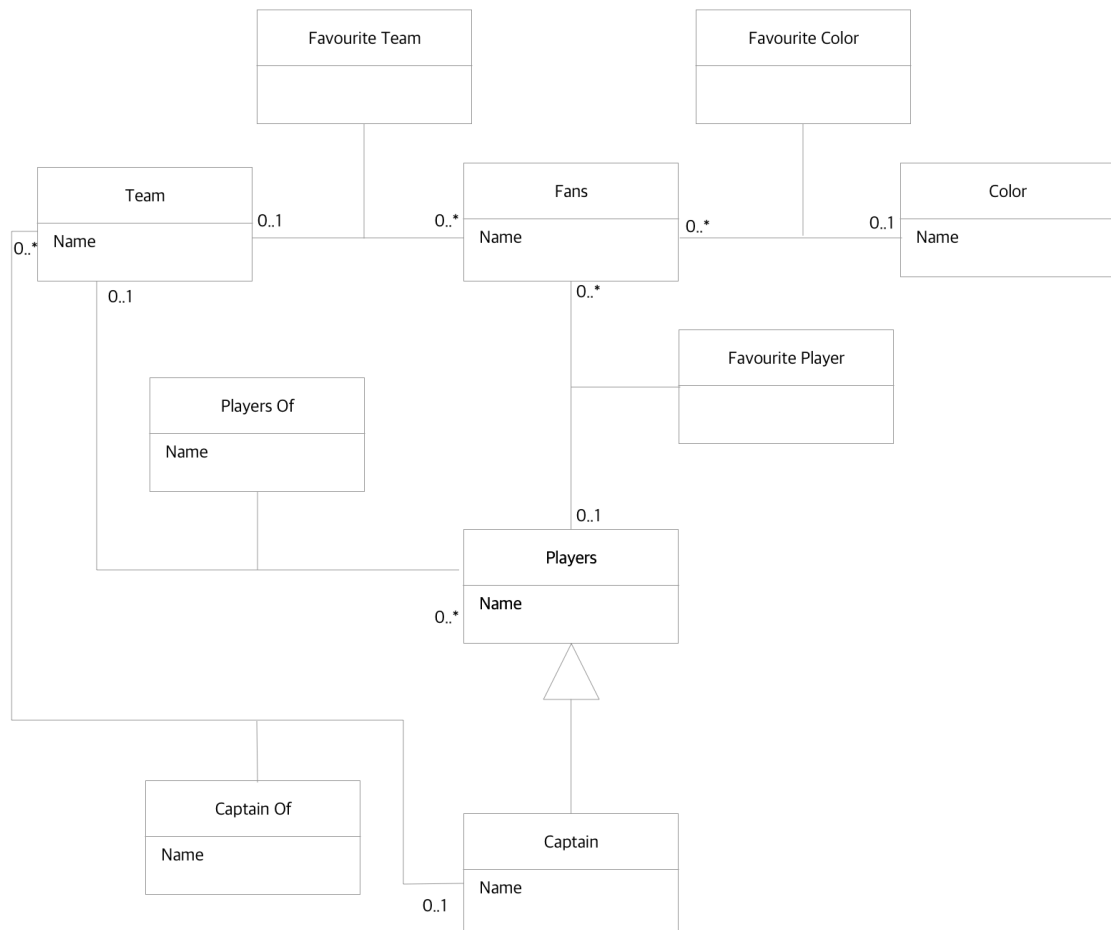 Favourite Team
Favourite Color
Team
Name
Fans
Name
Color
Name
0..1
0..*
0..*
0..1
0..*
0..1
0..*
Favourite Player
Players Of
Name
0..1
Players
Name
0..*
Captain Of
Name
Captain
Name
0..1